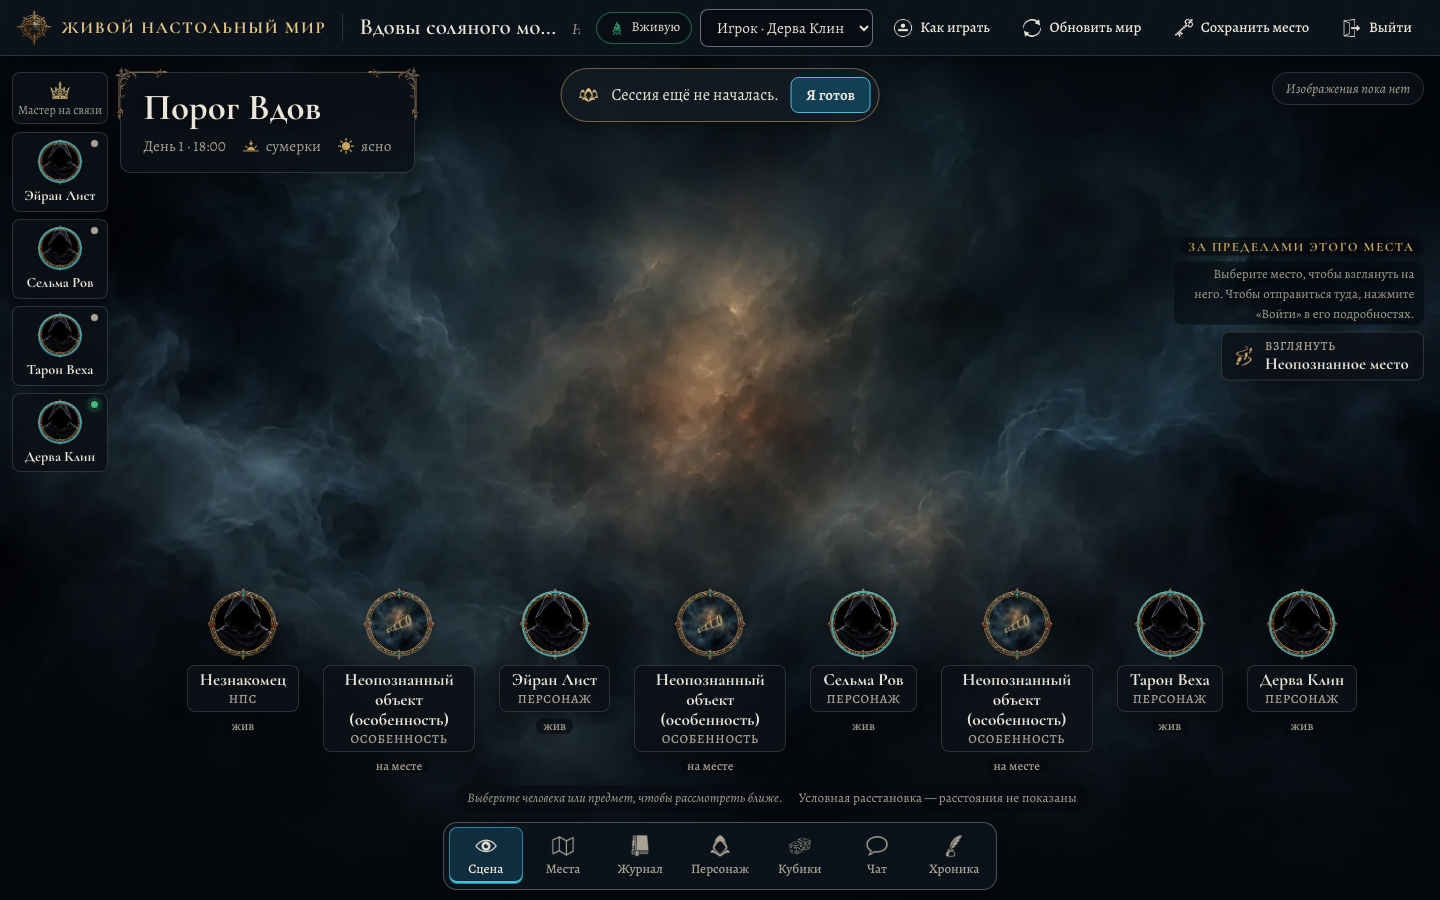 ЖИВОЙ НАСТОЛЬНЫЙ МИР
Вдовы соляного мо...
Вживую
Игрок · Дерва Клин
Как играть
Обновить мир
Сохранить место
Выйти
Мастер на связи
Порог Вдов
День 1 · 18:00
сумерки
ясно
Сессия ещё не началась.
Я готов
Изображения пока нет
Эйран Лист
Сельма Ров
Тарон Веха
Дерва Клин
ЗА ПРЕДЕЛАМИ ЭТОГО МЕСТА
Выберите место, чтобы взглянуть на
него. Чтобы отправиться туда, нажмите
«Войти» в его подробностях.
ВЗГЛЯНУТЬ
Неопознанное место
Незнакомец
НПС
жив
Неопознанный
объект
(особенность)
ОСОБЕННОСТЬ
на месте
Эйран Лист
ПЕРСОНАЖ
жив
Неопознанный
объект
(особенность)
ОСОБЕННОСТЬ
на месте
Сельма Ров
ПЕРСОНАЖ
жив
Неопознанный
объект
(особенность)
ОСОБЕННОСТЬ
на месте
Тарон Веха
ПЕРСОНАЖ
жив
Дерва Клин
ПЕРСОНАЖ
жив
Выберите человека или предмет, чтобы рассмотреть ближе.
Условная расстановка — расстояния не показаны
Сцена
Места
Журнал
Персонаж
Кубики
Чат
Хроника